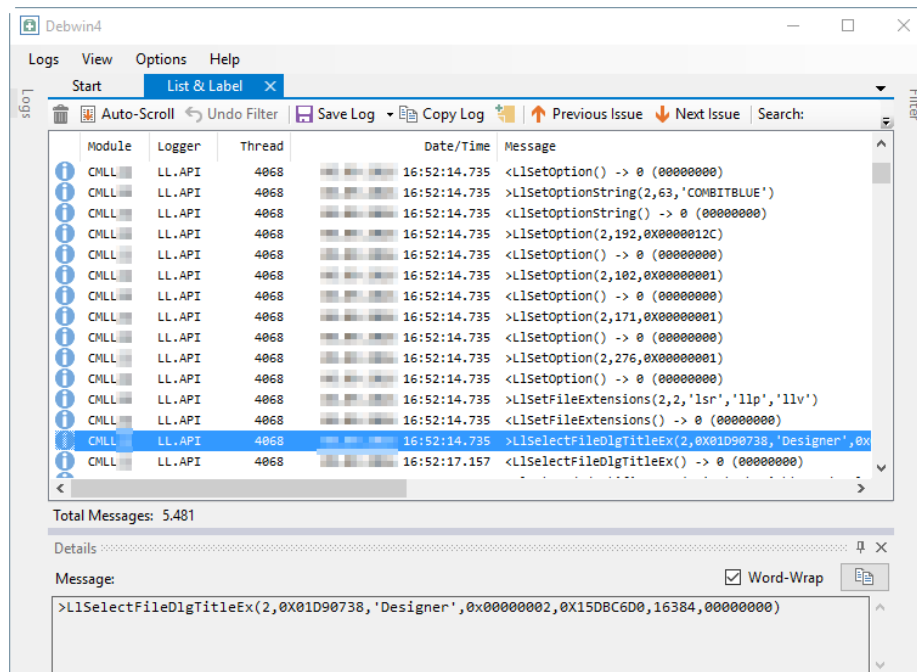 Debwin4
Logs View Options Help
Start List & Label
Logs
Filter
Auto-Scroll Undo Filter Save Log Copy Log Previous Issue Next Issue Search:
Module Logger Thread Date/Time Message
CMLL LL.API 4068 16:52:14.735 <LlSetOption() -> 0 (00000000)
CMLL LL.API 4068 16:52:14.735 >LlSetOptionString(2,63,'COMBITBLUE')
CMLL LL.API 4068 16:52:14.735 <LlSetOptionString() -> 0 (00000000)
CMLL LL.API 4068 16:52:14.735 >LlSetOption(2,192,0X0000012C)
CMLL LL.API 4068 16:52:14.735 <LlSetOption() -> 0 (00000000)
CMLL LL.API 4068 16:52:14.735 >LlSetOption(2,102,0X00000001)
CMLL LL.API 4068 16:52:14.735 <LlSetOption() -> 0 (00000000)
CMLL LL.API 4068 16:52:14.735 >LlSetOption(2,171,0X00000001)
CMLL LL.API 4068 16:52:14.735 <LlSetOption() -> 0 (00000000)
CMLL LL.API 4068 16:52:14.735 >LlSetOption(2,276,0X00000001)
CMLL LL.API 4068 16:52:14.735 <LlSetOption() -> 0 (00000000)
CMLL LL.API 4068 16:52:14.735 >LlSetFileExtensions(2,2,'lsr','llp','llv')
CMLL LL.API 4068 16:52:14.735 <LlSetFileExtensions() -> 0 (00000000)
CMLL LL.API 4068 16:52:14.735 >LlSelectFileDlgTitleEx(2,0X01D90738,'Designer',0x
CMLL LL.API 4068 16:52:17.157 <LlSelectFileDlgTitleEx() -> 0 (00000000)
Total Messages: 5.481
Details
Message: Word-Wrap
>LlSelectFileDlgTitleEx(2,0X01D90738,'Designer',0x00000002,0X15DBC6D0,16384,00000000)